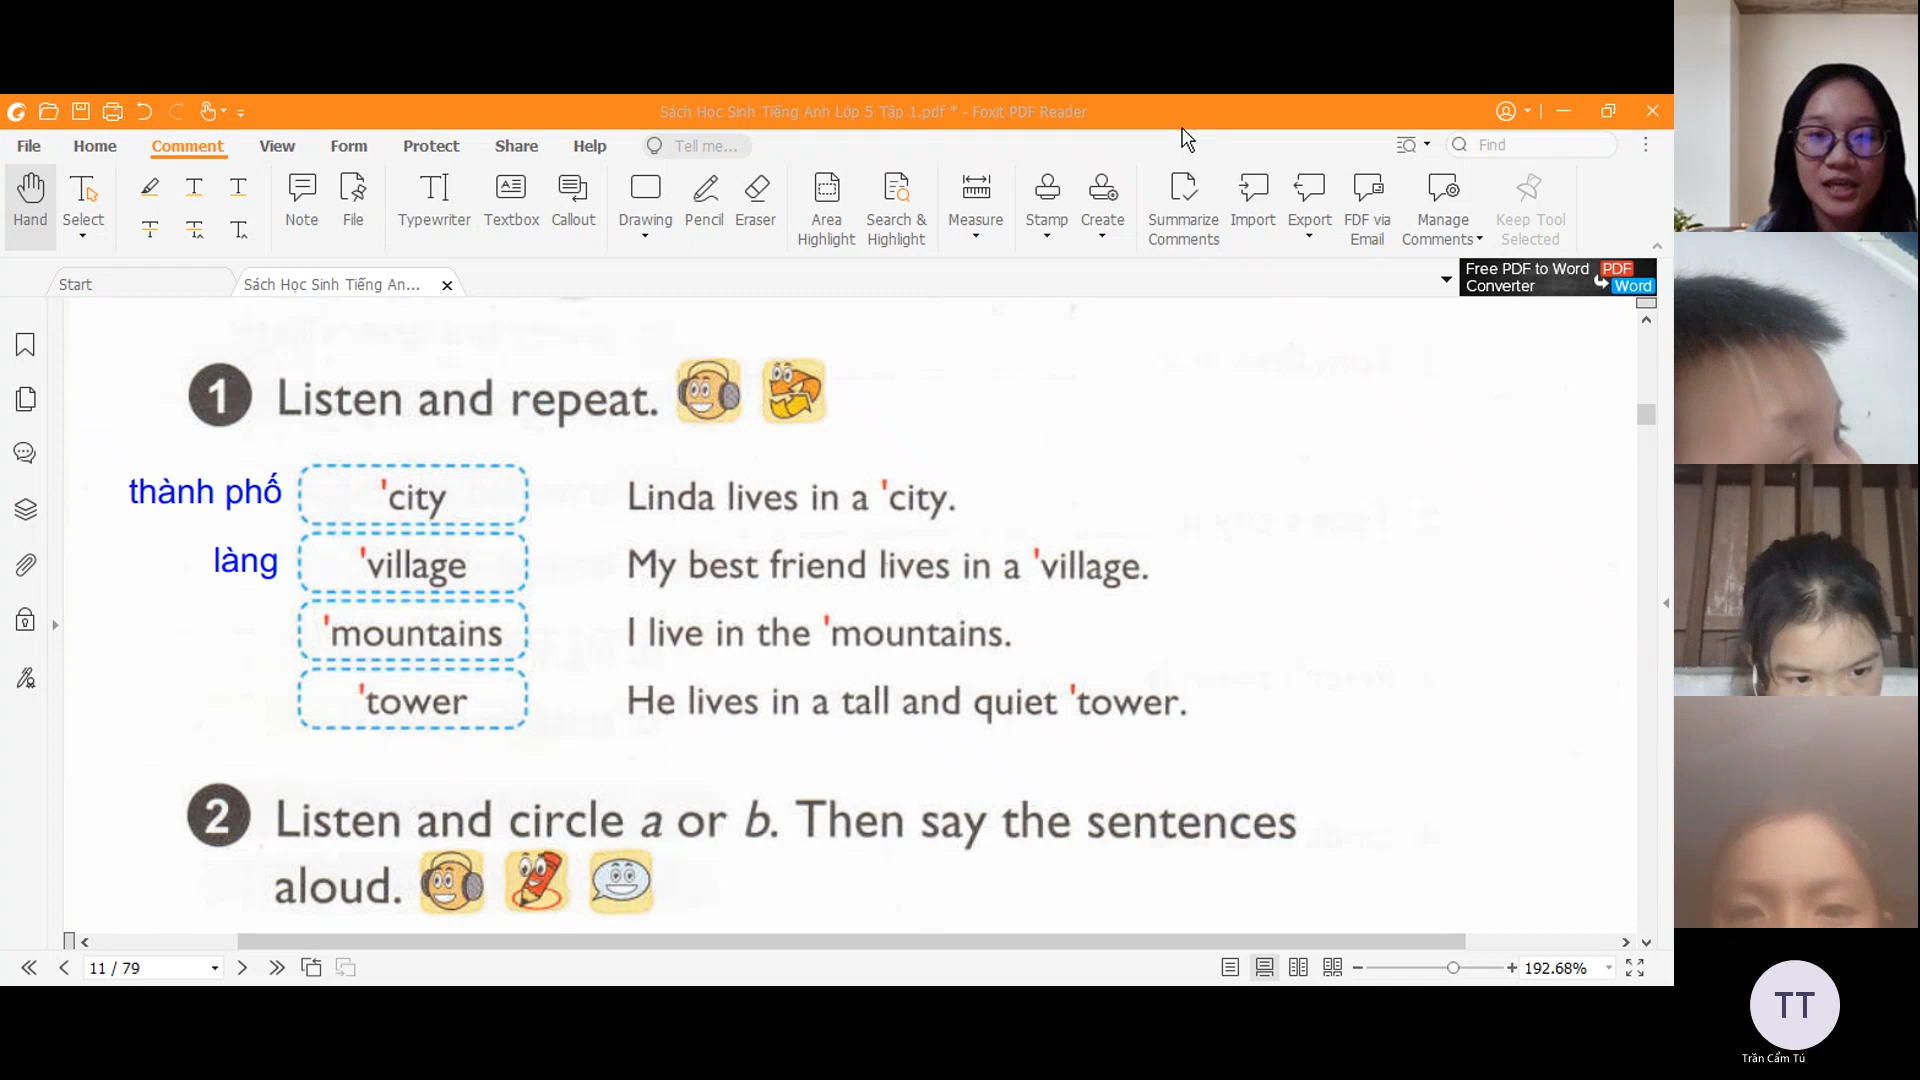 Sách Học Sinh Tiếng Anh Lớp 5 Tập 1.pdf * - Foxit PDF Reader
File Home Comment View Form Protect Share Help Tell me... Find
Hand Select Note File Typewriter Textbox Callout Drawing Pencil Eraser Area Highlight Search & Highlight Measure Stamp Create Summarize Comments Import Export FDF via Email Manage Comments Keep Tool Selected
Start Sách Học Sinh Tiếng An... Free PDF to Word Converter PDF Word
1 Listen and repeat.
thành phố 'city Linda lives in a 'city.
làng 'village My best friend lives in a 'village.
'mountains I live in the 'mountains.
'tower He lives in a tall and quiet 'tower.
2 Listen and circle a or b. Then say the sentences
aloud.
11 / 79 192.68%
TT
Trần Cẩm Tú